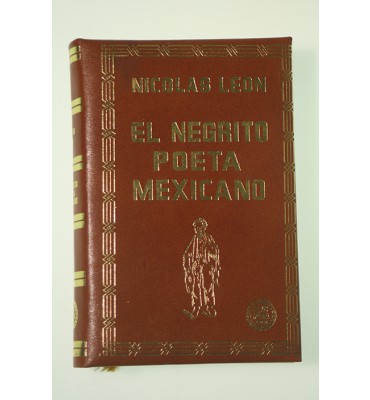 NICOLAS LEON
EL NEGRITO
POETA
MEXICANO